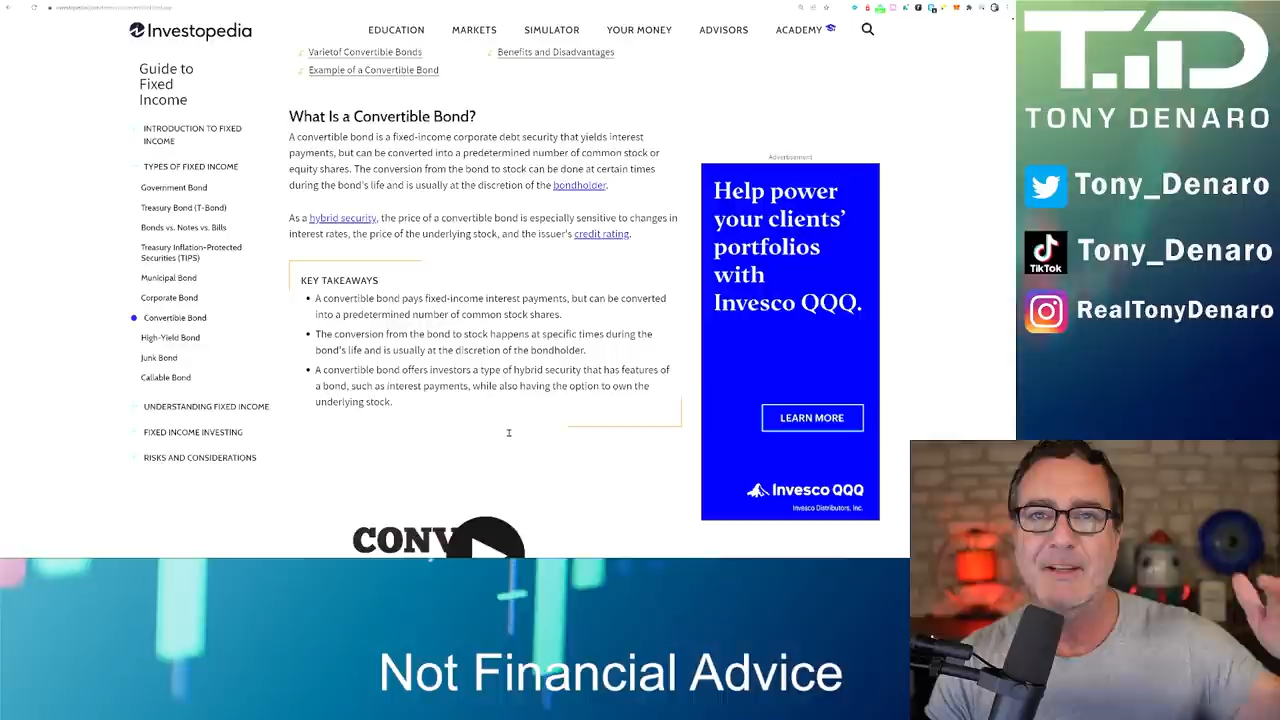 Investopedia
EDUCATION
MARKETS
SIMULATOR
YOUR MONEY
ADVISORS
ACADEMY
Guide to
Fixed
Income
INTRODUCTION TO FIXED
INCOME
TYPES OF FIXED INCOME
Government Bond
Treasury Bond (T-Bond)
Bonds vs. Notes vs. Bills
Treasury Inflation-Protected
Securities (TIPS)
Municipal Bond
Corporate Bond
Convertible Bond
High-Yield Bond
Junk Bond
Callable Bond
UNDERSTANDING FIXED INCOME
FIXED INCOME INVESTING
RISKS AND CONSIDERATIONS
Varietof Convertible Bonds
Benefits and Disadvantages
Example of a Convertible Bond
What Is a Convertible Bond?
A convertible bond is a fixed-income corporate debt security that yields interest
payments, but can be converted into a predetermined number of common stock or
equity shares. The conversion from the bond to stock can be done at certain times
during the bond's life and is usually at the discretion of the bondholder.
As a hybrid security, the price of a convertible bond is especially sensitive to changes in
interest rates, the price of the underlying stock, and the issuer's credit rating.
KEY TAKEAWAYS
• A convertible bond pays fixed-income interest payments, but can be converted
into a predetermined number of common stock shares.
• The conversion from the bond to stock happens at specific times during the
bond's life and is usually at the discretion of the bondholder.
• A convertible bond offers investors a type of hybrid security that has features of
a bond, such as interest payments, while also having the option to own the
underlying stock.
CONV
Advertisement
Help power
your clients'
portfolios
with
Invesco QQQ.
LEARN MORE
Invesco QQQ
Invesco Distributors, Inc.
TD
TONY DENARO
Tony_Denaro
TikTok
Tony_Denaro
RealTonyDenaro
Not Financial Advice